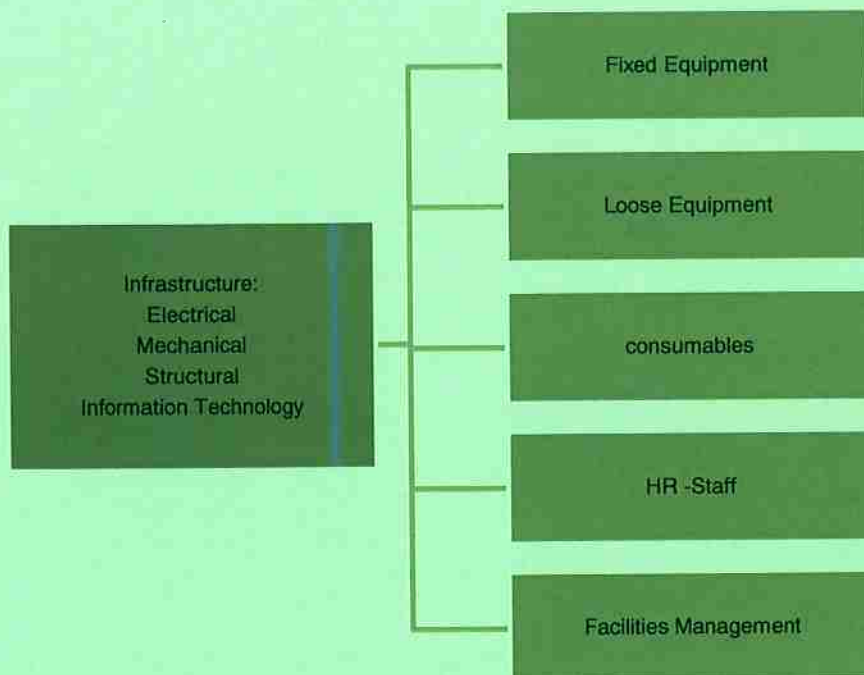 Infrastructure:
Electrical
Mechanical
Structural
Information Technology
Fixed Equipment
Loose Equipment
consumables
HR -Staff
Facilities Management